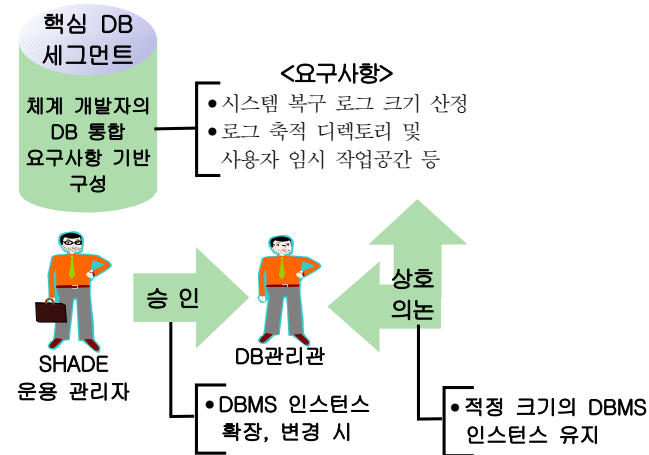 핵심 DB
세그먼트
체계 개발자의
DB 통합
요구사항 기반
구성
<요구사항>
•시스템 복구 로그 크기 산정
•로그 축적 디렉토리 및
사용자 임시 작업공간 등
승 인
상호
의논
SHADE
운용 관리자
DB관리관
•DBMS 인스턴스
확장, 변경 시
•적정 크기의 DBMS
인스턴스 유지